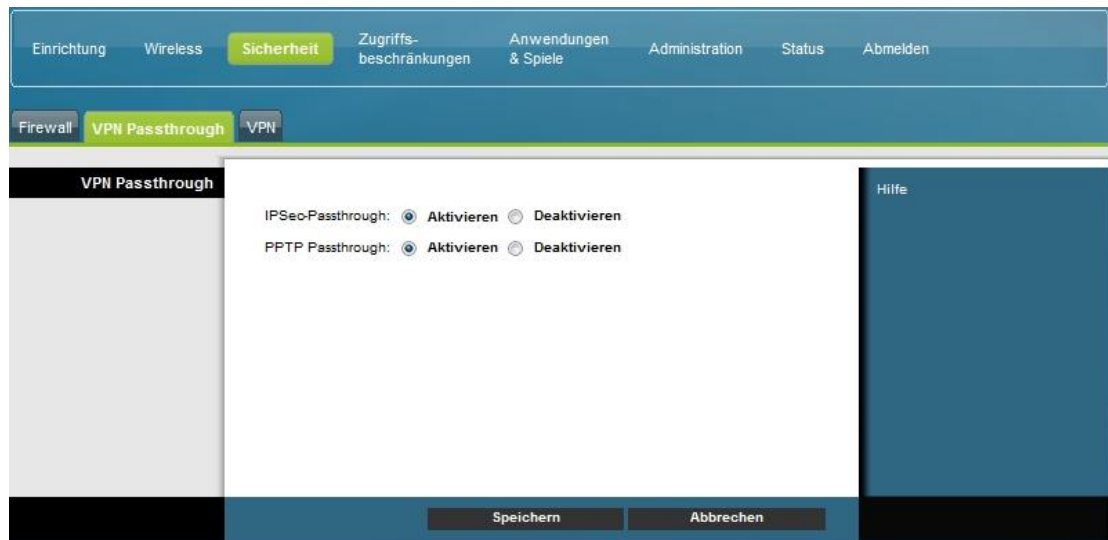 Einrichtung Wireless Sicherheit Zugriffs-beschränkungen Anwendungen & Spiele Administration Status Abmelden
Firewall VPN Passthrough VPN
VPN Passthrough
IPSec-Passthrough: Aktivieren Deaktivieren
PPTP Passthrough: Aktivieren Deaktivieren
Hilfe
Speichern Abbrechen